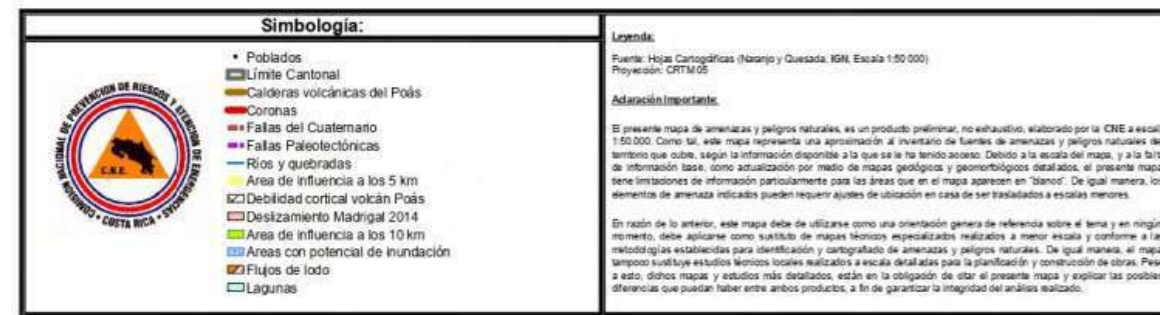 Simbología:
• Poblados
Límite Cantonal
Calderas volcánicas del Poás
Coronas
Fallas del Cuaternario
Fallas Paleotectónicas
Ríos y quebradas
Area de influencia a los 5 km
Debilidad cortical volcán Poás
Deslizamiento Madrigal 2014
Area de influencia a los 10 km
Areas con potencial de inundación
Flujos de lodo
Lagunas
COMISION NACIONAL DE PREVENCION DE RIESGOS Y ATENCION DE EMERGENCIAS
C.N.E.
• COSTA RICA •
Leyenda:
Fuente: Hojas Cartográficas (Naranjo y Quesada, IGN, Escala 1:50 000)
Proyección: CRTM 05
Aclaración Importante:
El presente mapa de amenazas y peligros naturales, es un producto preliminar, no exhaustivo, elaborado por la CNE a escala
1:50.000. Como tal, este mapa representa una aproximación al inventario de fuentes de amenazas y peligros naturales del
territorio que cubre, según la información disponible a la que se le ha tenido acceso. Debido a la escala del mapa, y a la falta
de información base, como actualización por medio de mapas geológicos y geomorfológicos detallados, el presente mapa
tiene limitaciones de información particularmente para las áreas que en el mapa aparecen en "blanco". De igual manera, los
elementos de amenaza indicados pueden requerir ajustes de ubicación en casa de ser trasladados a escalas menores.
En razón de lo anterior, este mapa debe de utilizarse como una orientación genera de referencia sobre el tema y en ningún
momento, debe aplicarse como sustituto de mapas técnicos especializados realizados a menor escala y conforme a las
metodologías establecidas para identificación y cartografiado de amenazas y peligros naturales. De igual manera, el mapa
tampoco sustituye estudios técnicos locales realizados a escala detalladas para la planificación y construcción de obras. Pese
a esto, dichos mapas y estudios más detallados, están en la obligación de citar el presente mapa y explicar las posibles
diferencias que puedan haber entre ambos productos, a fin de garantizar la integridad del análisis realizado.